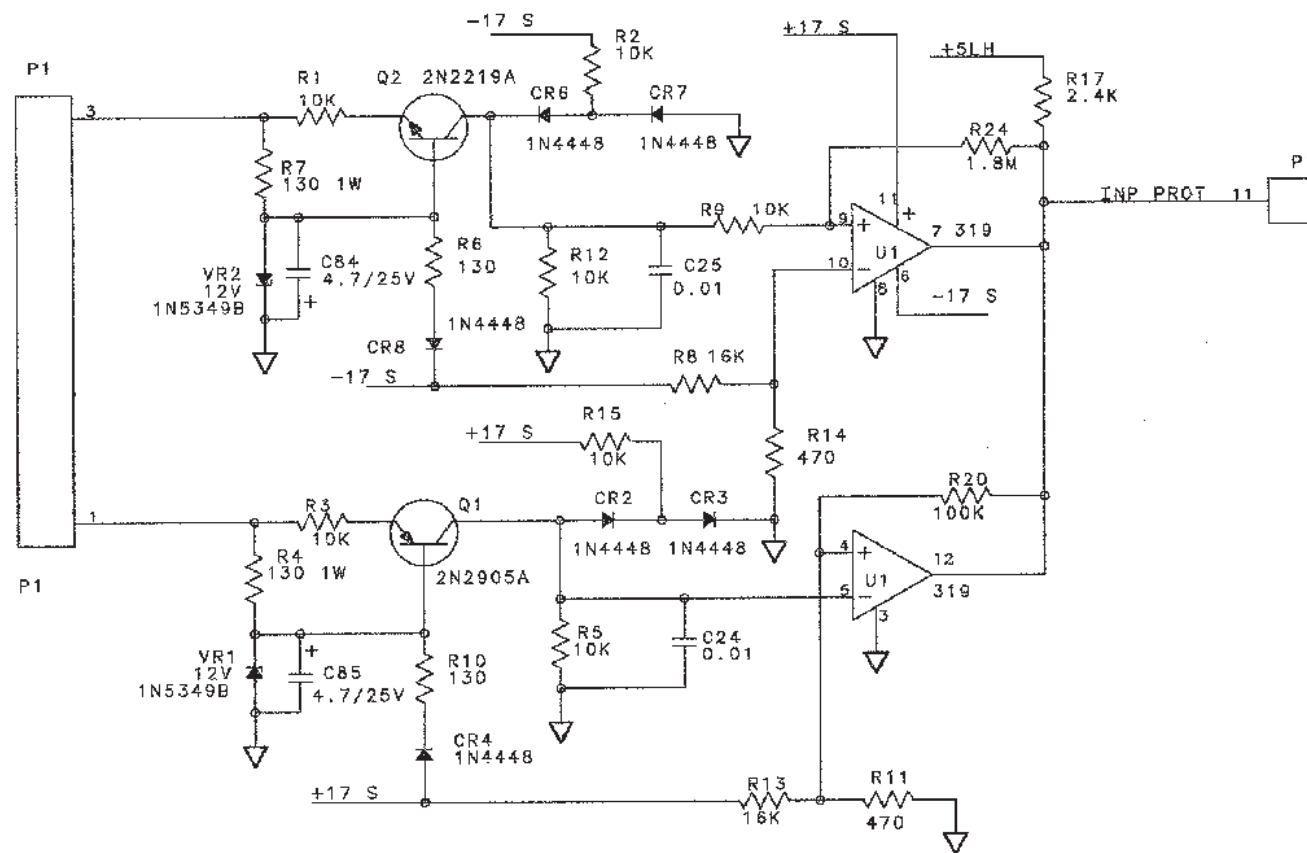 -17 S
R2
10K
+17 S
+5LH
P1
R1
10K
Q2 2N2219A
CR6
CR7
R17
2.4K
3
1N4448
1N4448
R24
1.8M
P
R7
130 1W
11
+
INP PROT 11
R9 10K
9
+
7 319
R6
130
R12
10K
C25
0.01
10
-
U1
6
8
-17 S
VR2
12V
1N5349B
C84
4.7/25V
+
1N4448
CR8
-17 S
R8 16K
R15
10K
+17 S
R14
470
R20
100K
R3
10K
Q1
CR2
CR3
1
1N4448
1N4448
4
+
12
R4
130 1W
2N2905A
U1
319
P1
5
-
3
R5
10K
C24
0.01
VR1
12V
1N5349B
+
C85
4.7/25V
R10
130
CR4
1N4448
+17 S
R13
16K
R11
470